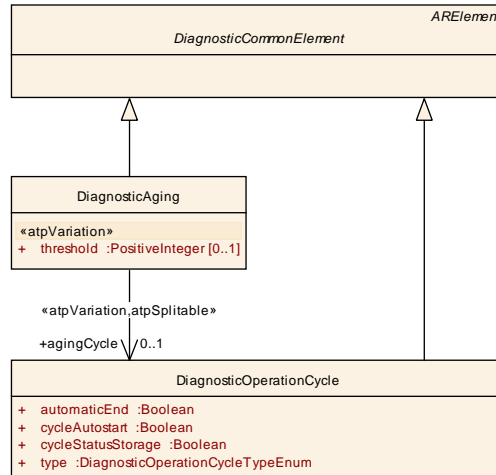 ARElement
DiagnosticCommonElement
DiagnosticAging
«atpVariation»
+ threshold :PositiveInteger [0..1]
«atpVariation,atpSplitable»
+agingCycle 0..1
DiagnosticOperationCycle
+ automaticEnd :Boolean
+ cycleAutostart :Boolean
+ cycleStatusStorage :Boolean
+ type :DiagnosticOperationCycleTypeEnum